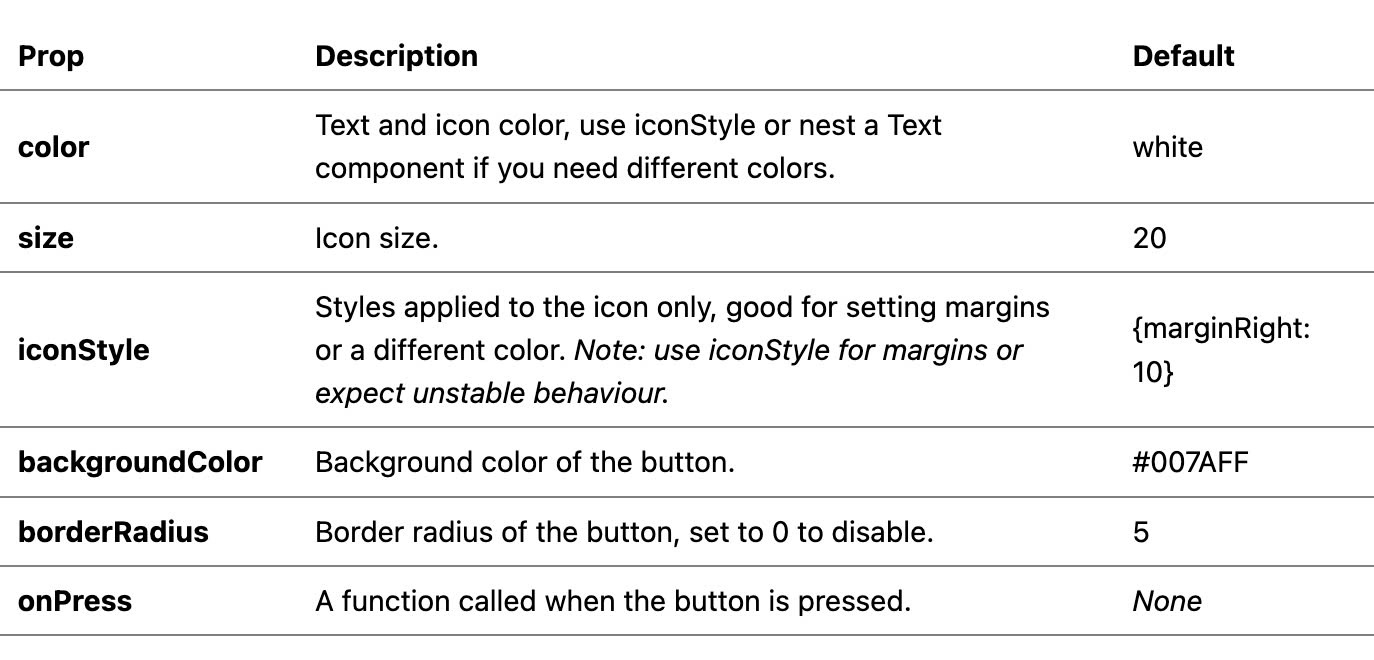 Prop Description Default
color Text and icon color, use iconStyle or nest a Text
component if you need different colors. white
size Icon size. 20
iconStyle Styles applied to the icon only, good for setting margins
or a different color. Note: use iconStyle for margins or
expect unstable behaviour. {marginRight:
10}
backgroundColor Background color of the button. #007AFF
borderRadius Border radius of the button, set to 0 to disable. 5
onPress A function called when the button is pressed. None